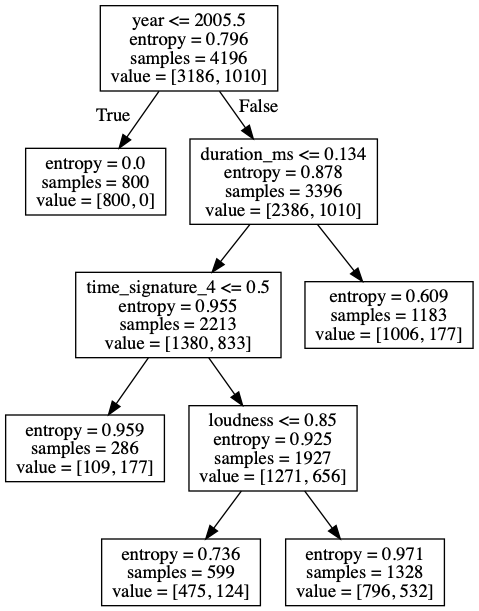 year <= 2005.5
entropy = 0.796
samples = 4196
value = [3186, 1010]
True
False
entropy = 0.0
samples = 800
value = [800, 0]
duration_ms <= 0.134
entropy = 0.878
samples = 3396
value = [2386, 1010]
time_signature_4 <= 0.5
entropy = 0.955
samples = 2213
value = [1380, 833]
entropy = 0.609
samples = 1183
value = [1006, 177]
entropy = 0.959
samples = 286
value = [109, 177]
loudness <= 0.85
entropy = 0.925
samples = 1927
value = [1271, 656]
entropy = 0.736
samples = 599
value = [475, 124]
entropy = 0.971
samples = 1328
value = [796, 532]